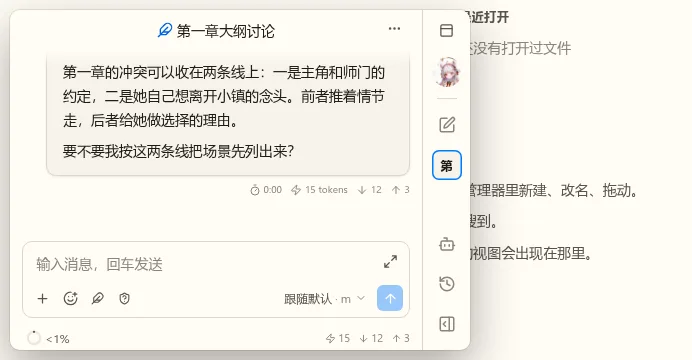 第一章大纲讨论
第一章的冲突可以收在两条线上：一是主角和师门的
约定，二是她自己想离开小镇的念头。前者推着情节
走，后者给她做选择的理由。
要不要我按这两条线把场景先列出来？
0:00 15 tokens 12 3
输入消息，回车发送
跟随默认 · m
<1%
15 12 3
第
近打开
还没有打开过文件
管理器里新建、改名、拖动。
搜到。
的视图会出现在那里。